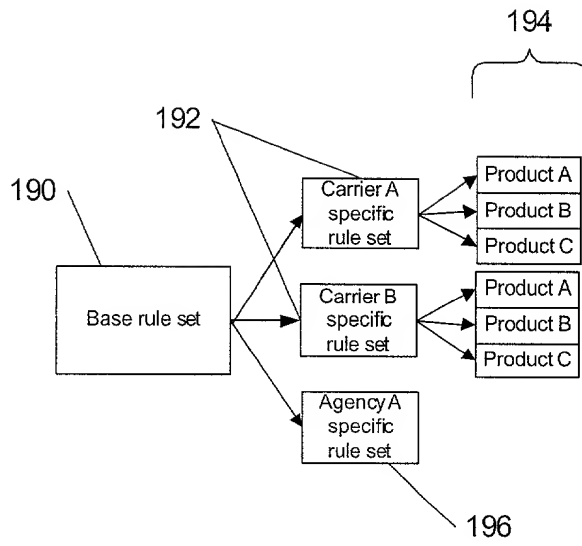 194
192
190
Carrier A
specific
rule set
Product A
Product B
Product C
Base rule set
Carrier B
specific
rule set
Product A
Product B
Product C
Agency A
specific
rule set
196